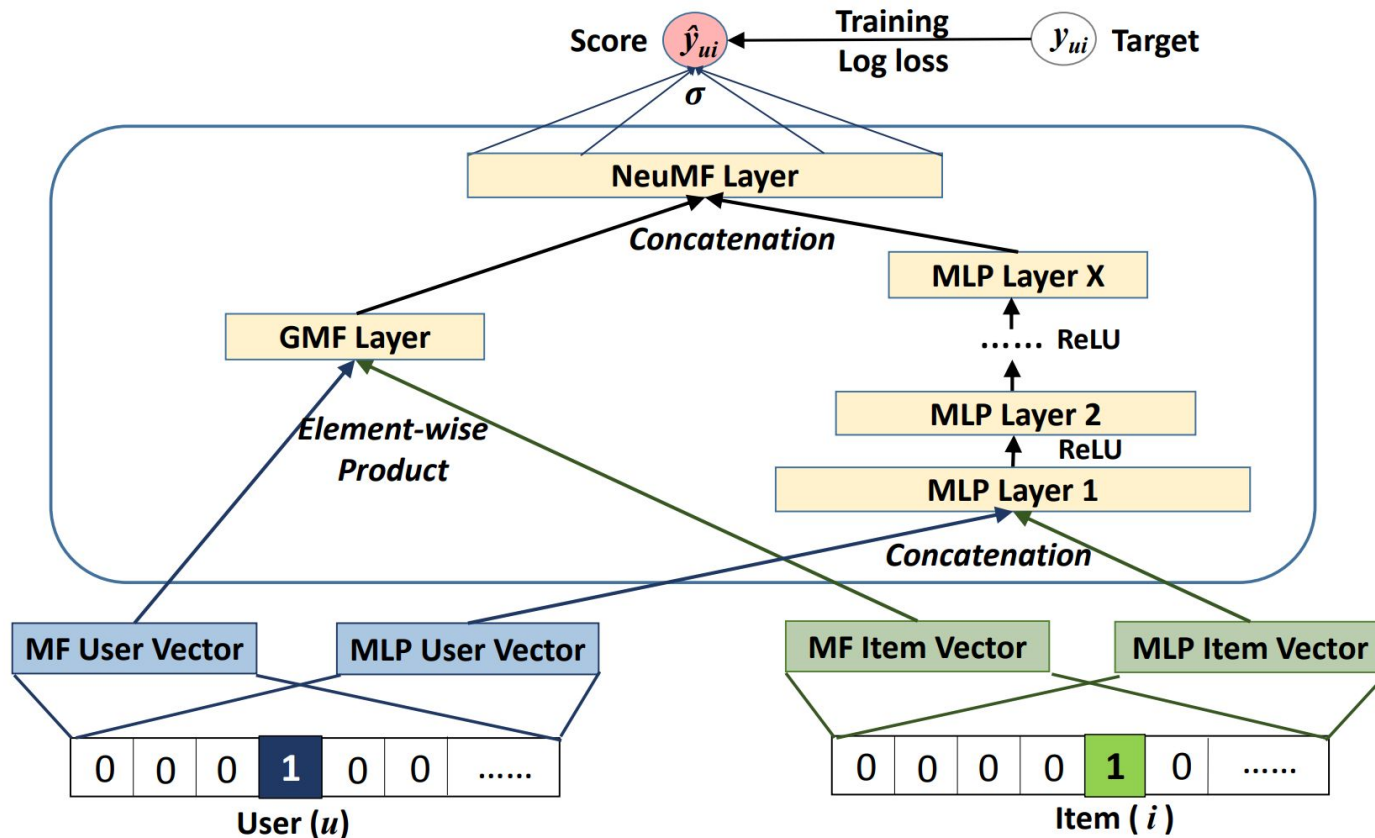 Score
ŷui
Training
Log loss
yui
Target
σ
NeuMF Layer
Concatenation
MLP Layer X
GMF Layer
...... ReLU
MLP Layer 2
Element-wise
Product
ReLU
MLP Layer 1
Concatenation
MF User Vector
MLP User Vector
MF Item Vector
MLP Item Vector
0 0 0 1 0 0 ......
0 0 0 0 1 0 ......
User (u)
Item ( i )